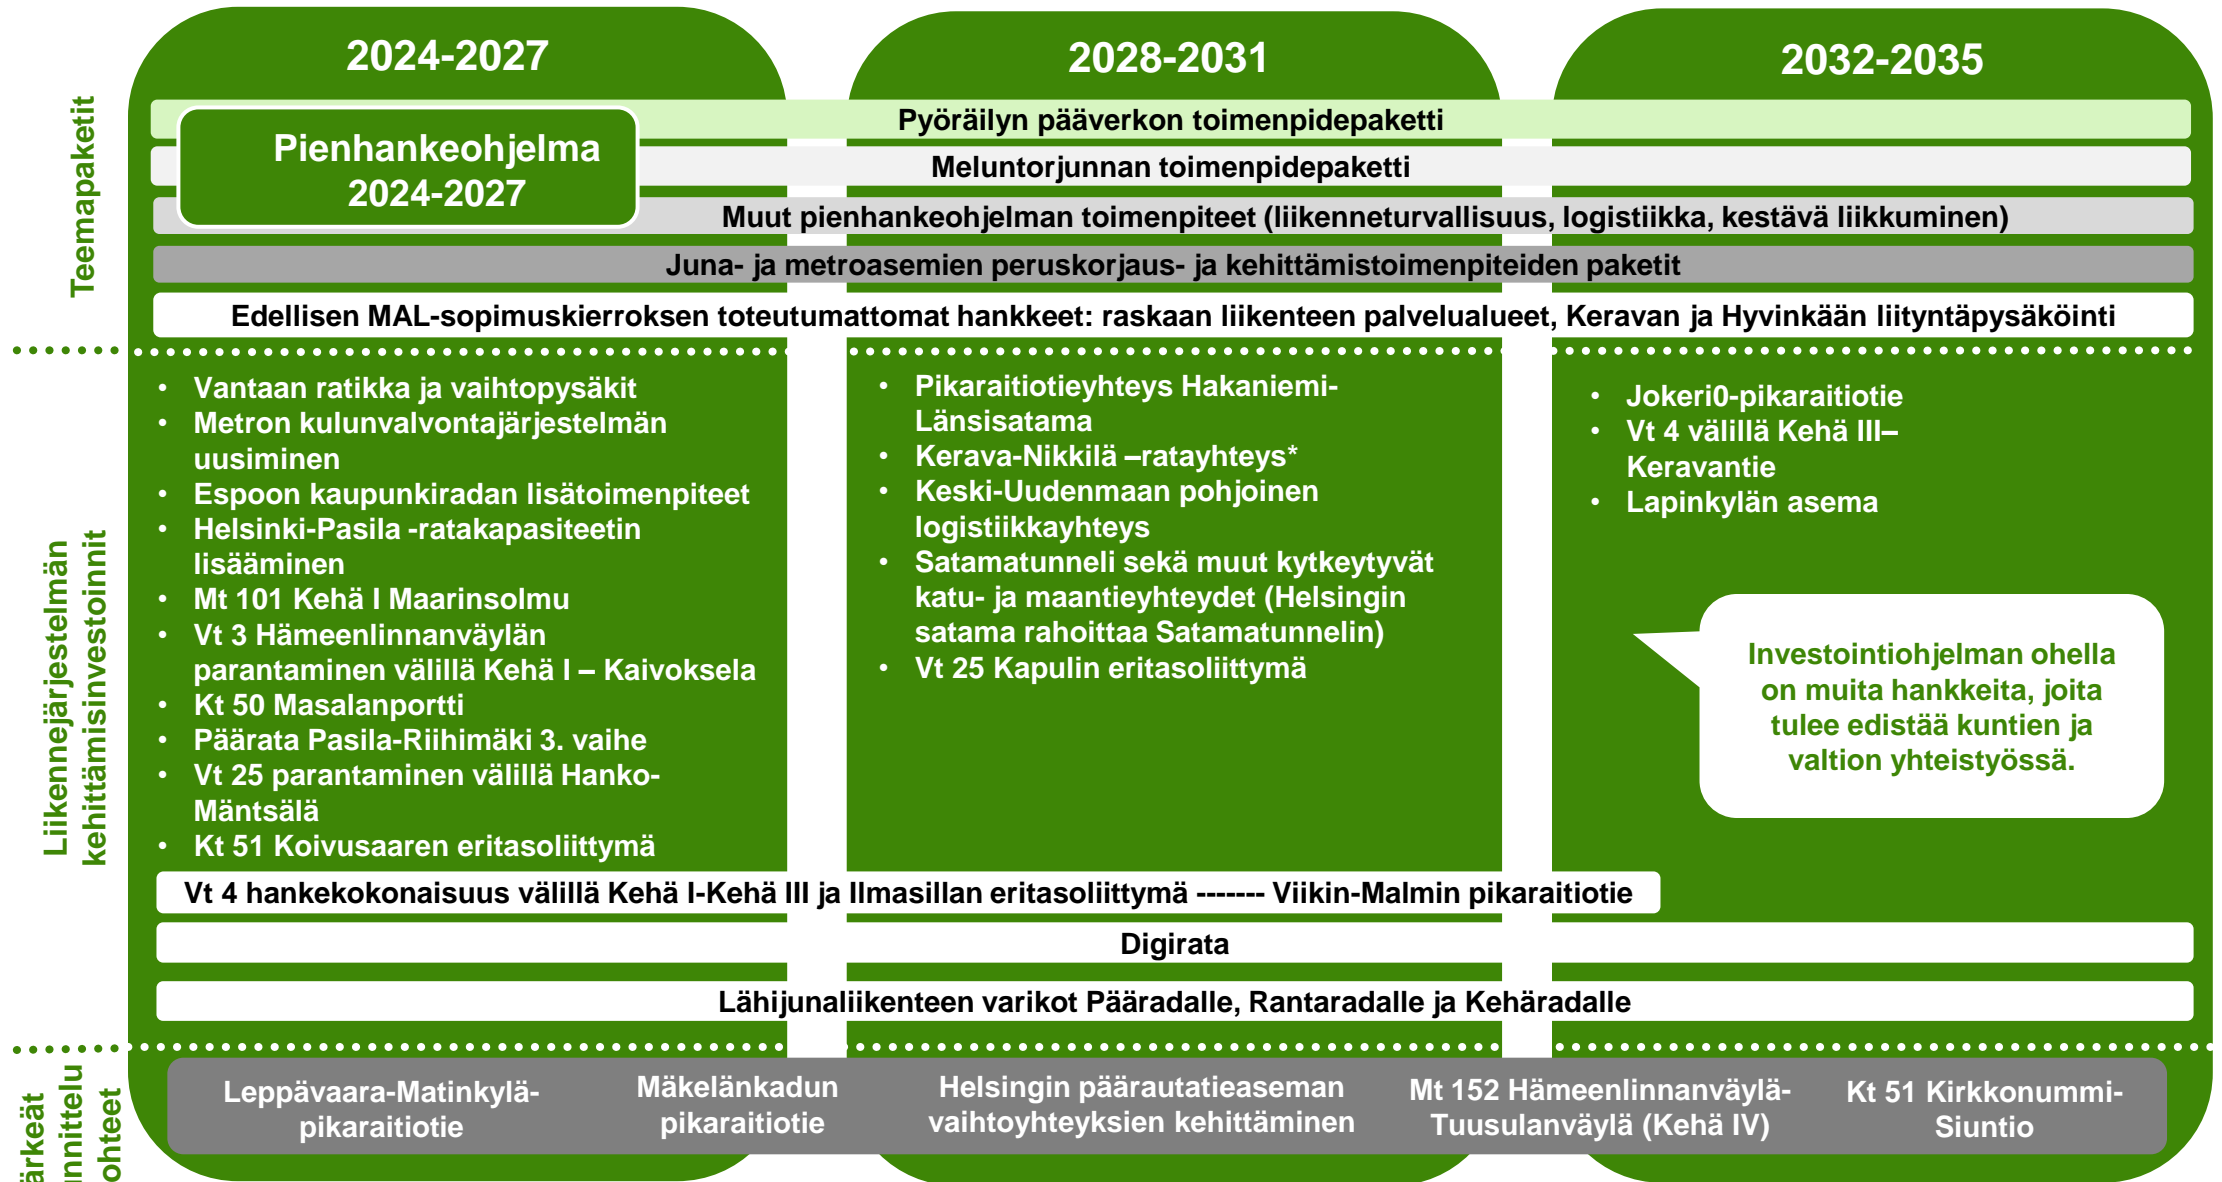 2024-2027
2028-2031
2032-2035
Teemapaketit
Pienhankeohjelma
2024-2027
Pyöräilyn pääverkon toimenpidepaketti
Meluntorjunnan toimenpidepaketti
Muut pienhankeohjelman toimenpiteet (liikenneturvallisuus, logistiikka, kestävä liikkuminen)
Juna- ja metroasemien peruskorjaus- ja kehittämistoimenpiteiden paketit
Edellisen MAL-sopimuskierroksen toteutumattomat hankkeet: raskaan liikenteen palvelualueet, Keravan ja Hyvinkään liityntäpysäköinti
Liikennejärjestelmän
kehittämisinvestoinnit
• Vantaan ratikka ja vaihtopysäkit
• Metron kulunvalvontajärjestelmän
uusiminen
• Espoon kaupunkiradan lisätoimenpiteet
• Helsinki-Pasila -ratakapasiteetin
lisääminen
• Mt 101 Kehä I Maarinsolmu
• Vt 3 Hämeenlinnanväylän
parantaminen välillä Kehä I – Kaivoksela
• Kt 50 Masalanportti
• Päärata Pasila-Riihimäki 3. vaihe
• Vt 25 parantaminen välillä Hanko-
Mäntsälä
• Kt 51 Koivusaaren eritasoliittymä
• Pikaraitiotieyhteys Hakaniemi-
Länsisatama
• Kerava-Nikkilä –ratayhteys*
• Keski-Uudenmaan pohjoinen
logistiikkayhteys
• Satamatunneli sekä muut kytkeytyvät
katu- ja maantieyhteydet (Helsingin
satama rahoittaa Satamatunnelin)
• Vt 25 Kapulin eritasoliittymä
• Jokeri0-pikaraitiotie
• Vt 4 välillä Kehä III–
Keravantie
• Lapinkylän asema
Investointiohjelman ohella
on muita hankkeita, joita
tulee edistää kuntien ja
valtion yhteistyössä.
Vt 4 hankekokonaisuus välillä Kehä I-Kehä III ja Ilmasillan eritasoliittymä ------- Viikin-Malmin pikaraitiotie
Digirata
Lähijunaliikenteen varikot Pääradalle, Rantaradalle ja Kehäradalle
Leppävaara-Matinkylä-
pikaraitiotie
Mäkelänkadun
pikaraitiotie
Helsingin päärautatieaseman
vaihtoyhteyksien kehittäminen
Mt 152 Hämeenlinnanväylä-
Tuusulanväylä (Kehä IV)
Kt 51 Kirkkonummi-
Siuntio